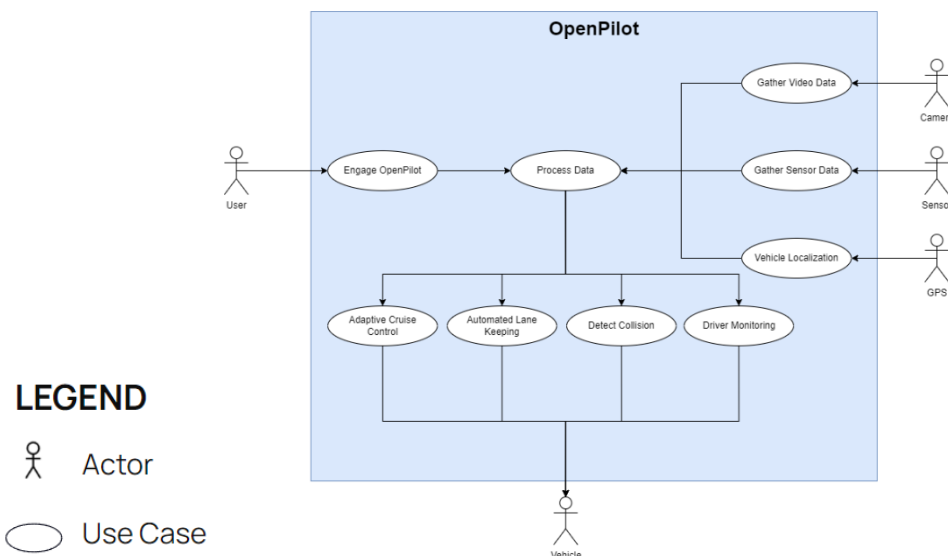 OpenPilot
Gather Video Data
Camer
Engage OpenPilot
Process Data
Gather Sensor Data
User
Senso
Vehicle Localization
GPS
Adaptive Cruise
Control
Automated Lane
Keeping
Detect Collision
Driver Monitoring
LEGEND
Actor
Use Case
Vehicle